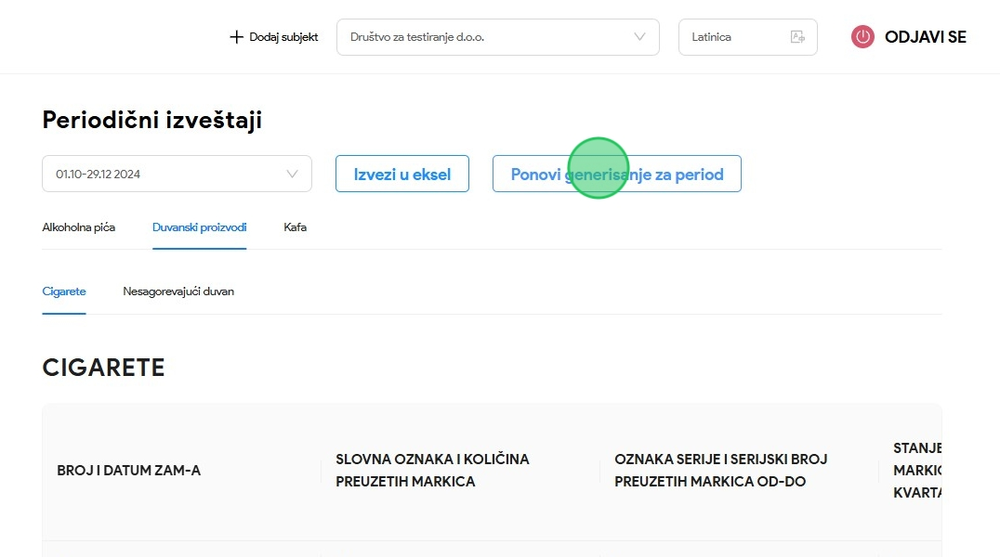 Dodaj subjekt
Društvo za testiranje d.o.o.
Latinica
ODJAVI SE
Periodični izveštaji
01.10-29.12 2024
Izvezi u eksel
Ponovi generisanje za period
Alkoholna pića
Duvanski proizvodi
Kafa
Cigarete
Nesagorevajući duvan
CIGARETE
BROJ I DATUM ZAM-A
SLOVNA OZNAKA I KOLIČINA
PREUZETIH MARKICA
OZNAKA SERIJE I SERIJSKI BROJ
PREUZETIH MARKICA OD-DO
STANJE